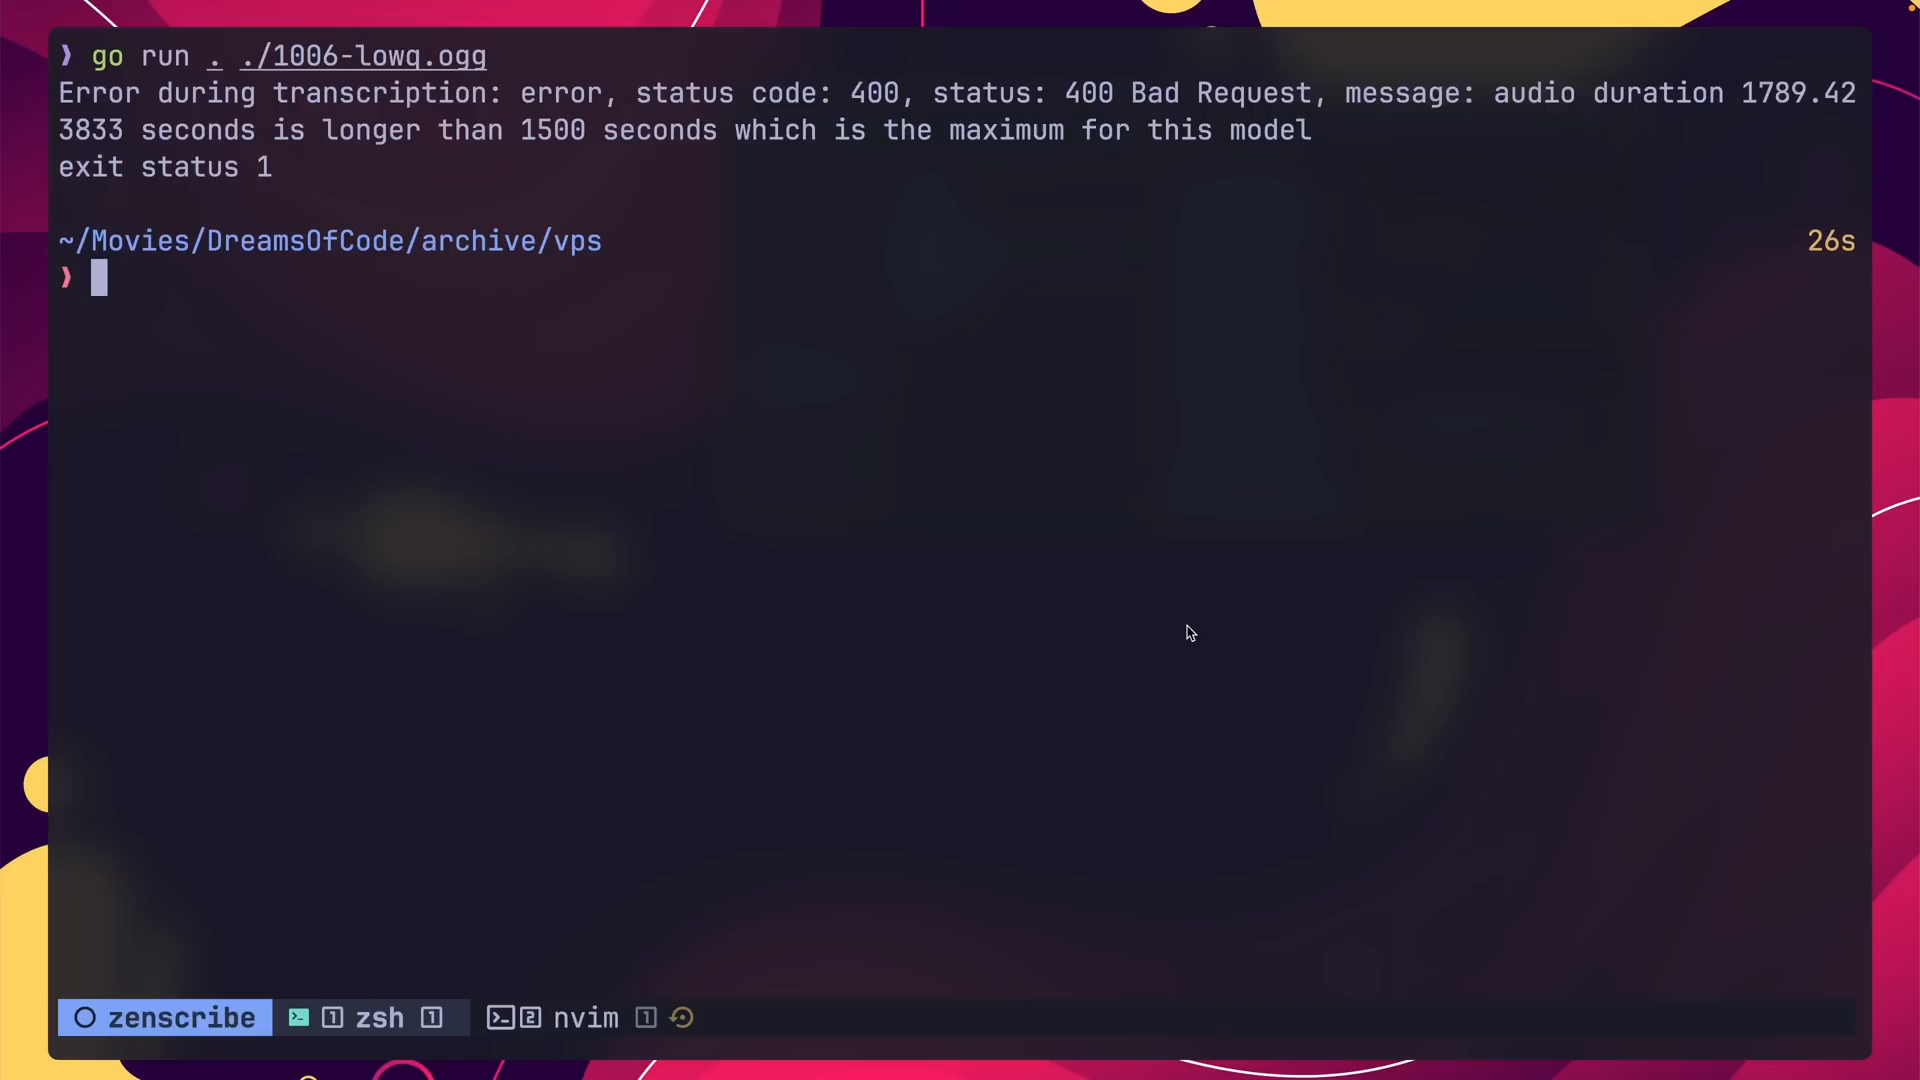 ❯ go run . ./1006-lowq.ogg
Error during transcription: error, status code: 400, status: 400 Bad Request, message: audio duration 1789.42
3833 seconds is longer than 1500 seconds which is the maximum for this model
exit status 1
~/Movies/DreamsOfCode/archive/vps 26s
❯
zenscribe 1 zsh 1 2 nvim 1